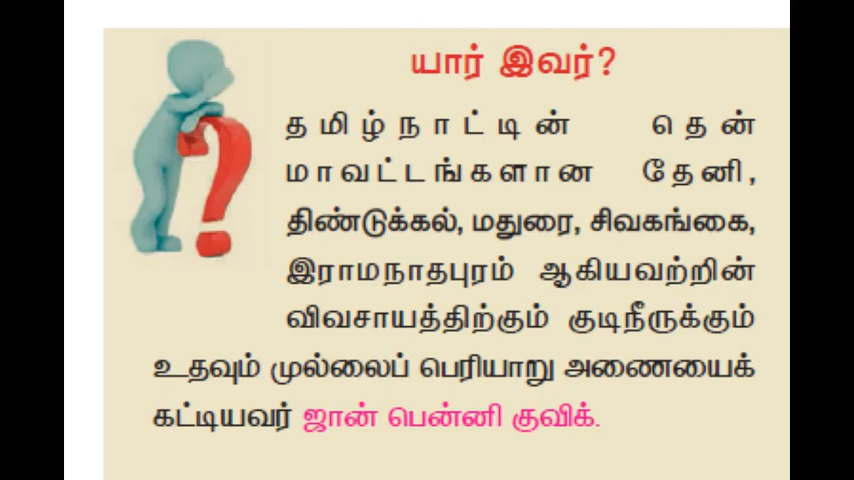 யார் இவர்?
தமிழ்நாட்டின் தென்
மாவட்டங்களான தேனி,
திண்டுக்கல், மதுரை, சிவகங்கை,
இராமநாதபுரம் ஆகியவற்றின்
விவசாயத்திற்கும் குடிநீருக்கும்
உதவும் முல்லைப் பெரியாறு அணையைக்
கட்டியவர் ஜான் பென்னி குவிக்.